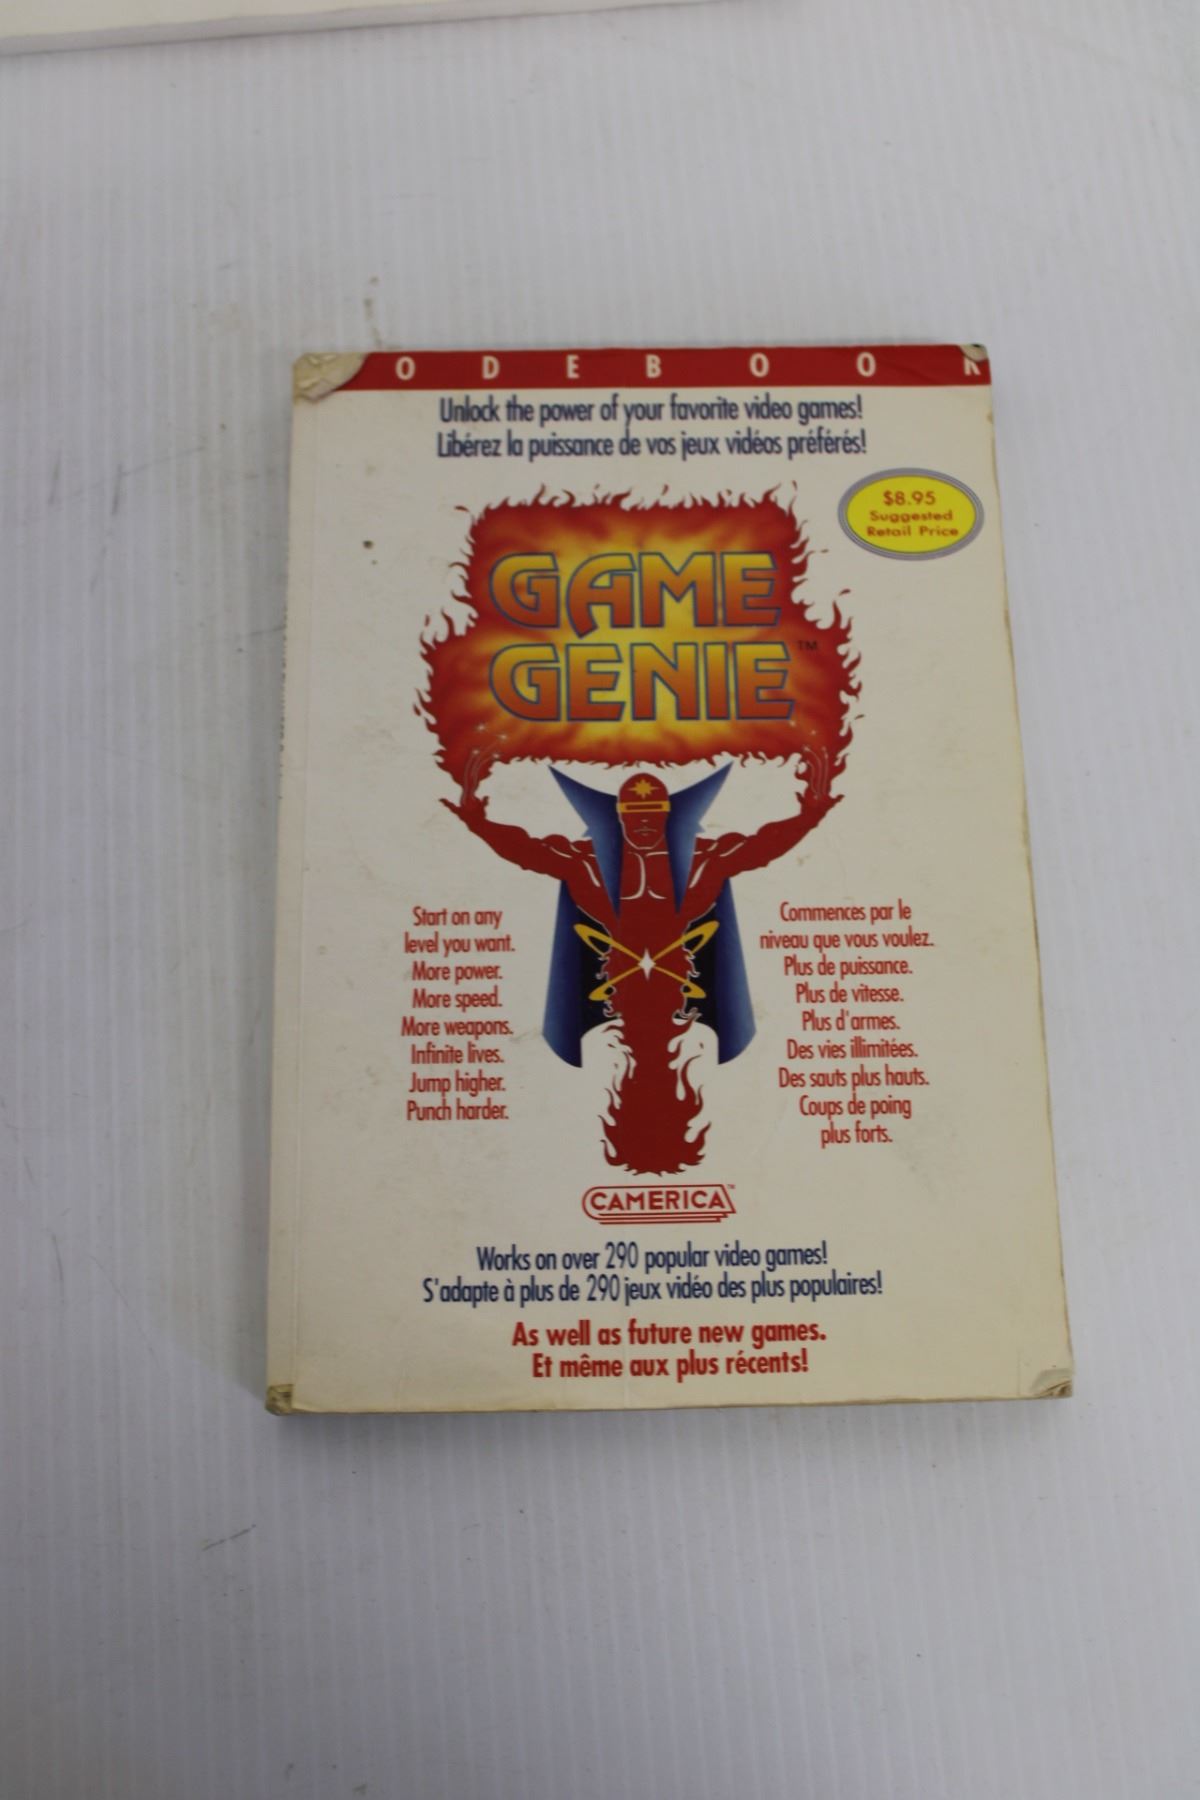 ODEBOOK
Unlock the power of your favorite video games!
Libérez la puissance de vos jeux vidéos préférés!
$8.95
Suggested
Retail Price
GAME
GENIE™
Start on any
level you want.
More power.
More speed.
More weapons.
Infinite lives.
Jump higher.
Punch harder.
Commences par le
niveau que vous voulez.
Plus de puissance.
Plus de vitesse.
Plus d'armes.
Des vies illimitées.
Des sauts plus hauts.
Coups de poing
plus forts.
CAMERICA™
Works on over 290 popular video games!
S'adapte à plus de 290 jeux vidéo des plus populaires!
As well as future new games.
Et même aux plus récents!